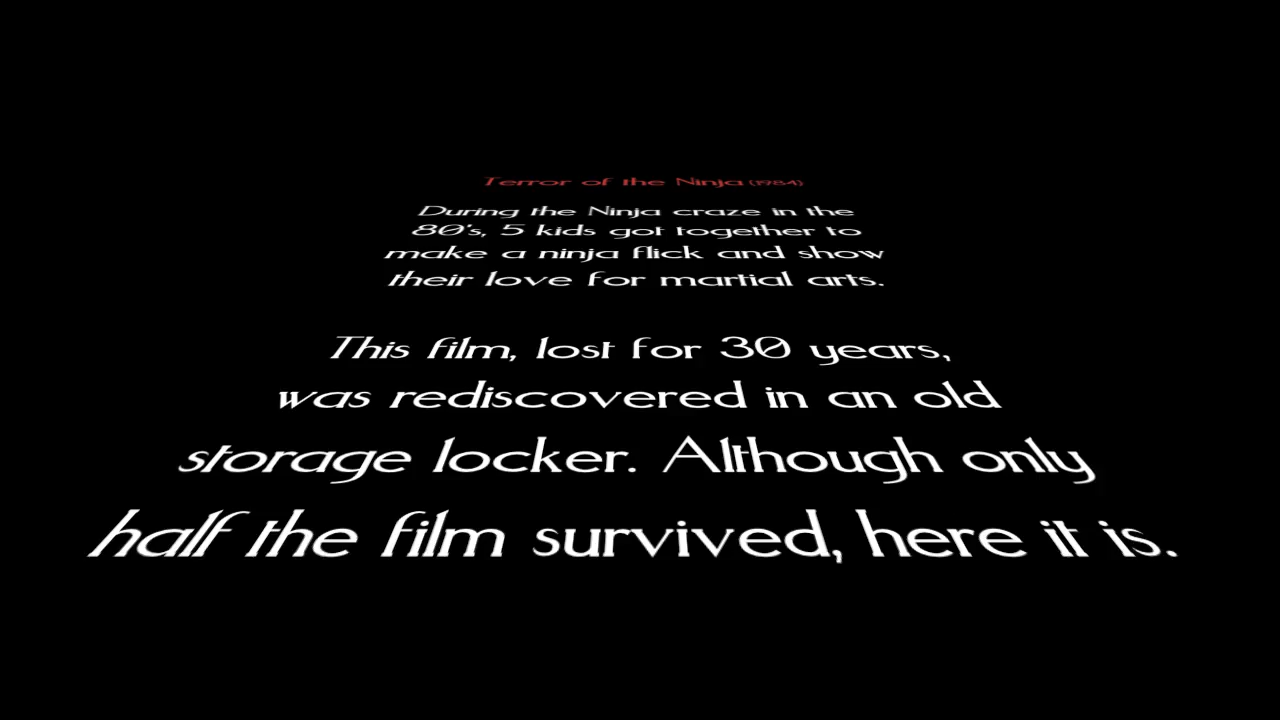 Terror of the Ninja (1984)
During the Ninja craze in the
80's, 5 kids got together to
make a ninja flick and show
their love for martial arts.
This film, lost for 30 years,
was rediscovered in an old
storage locker. Although only
half the film survived, here it is.